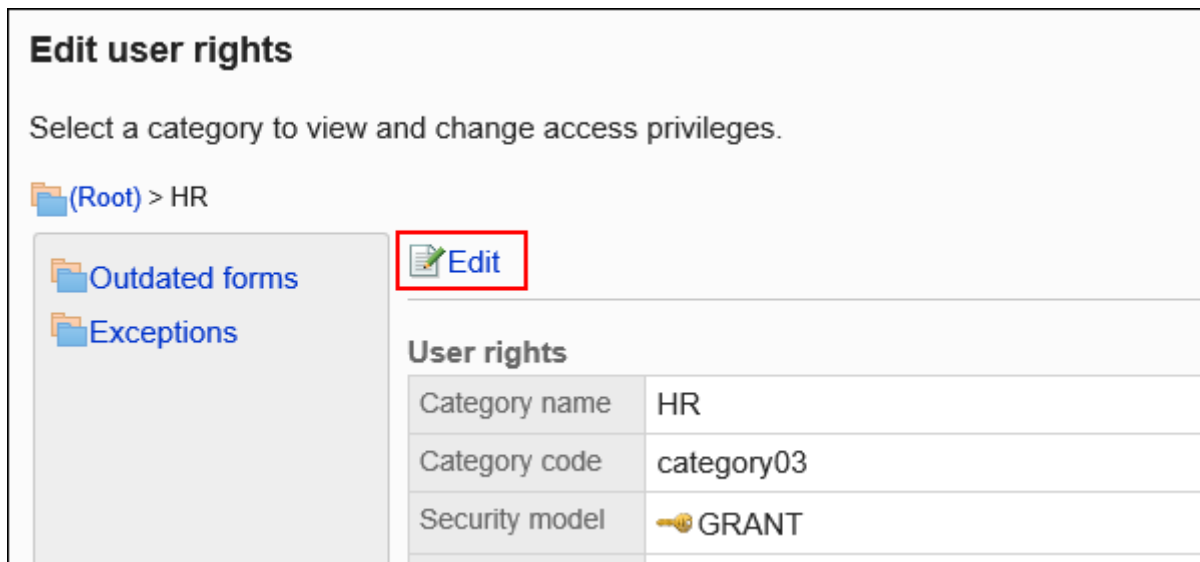 Edit user rights
Select a category to view and change access privileges.
(Root) > HR
Outdated forms
Exceptions
Edit
User rights
Category name HR
Category code category03
Security model GRANT